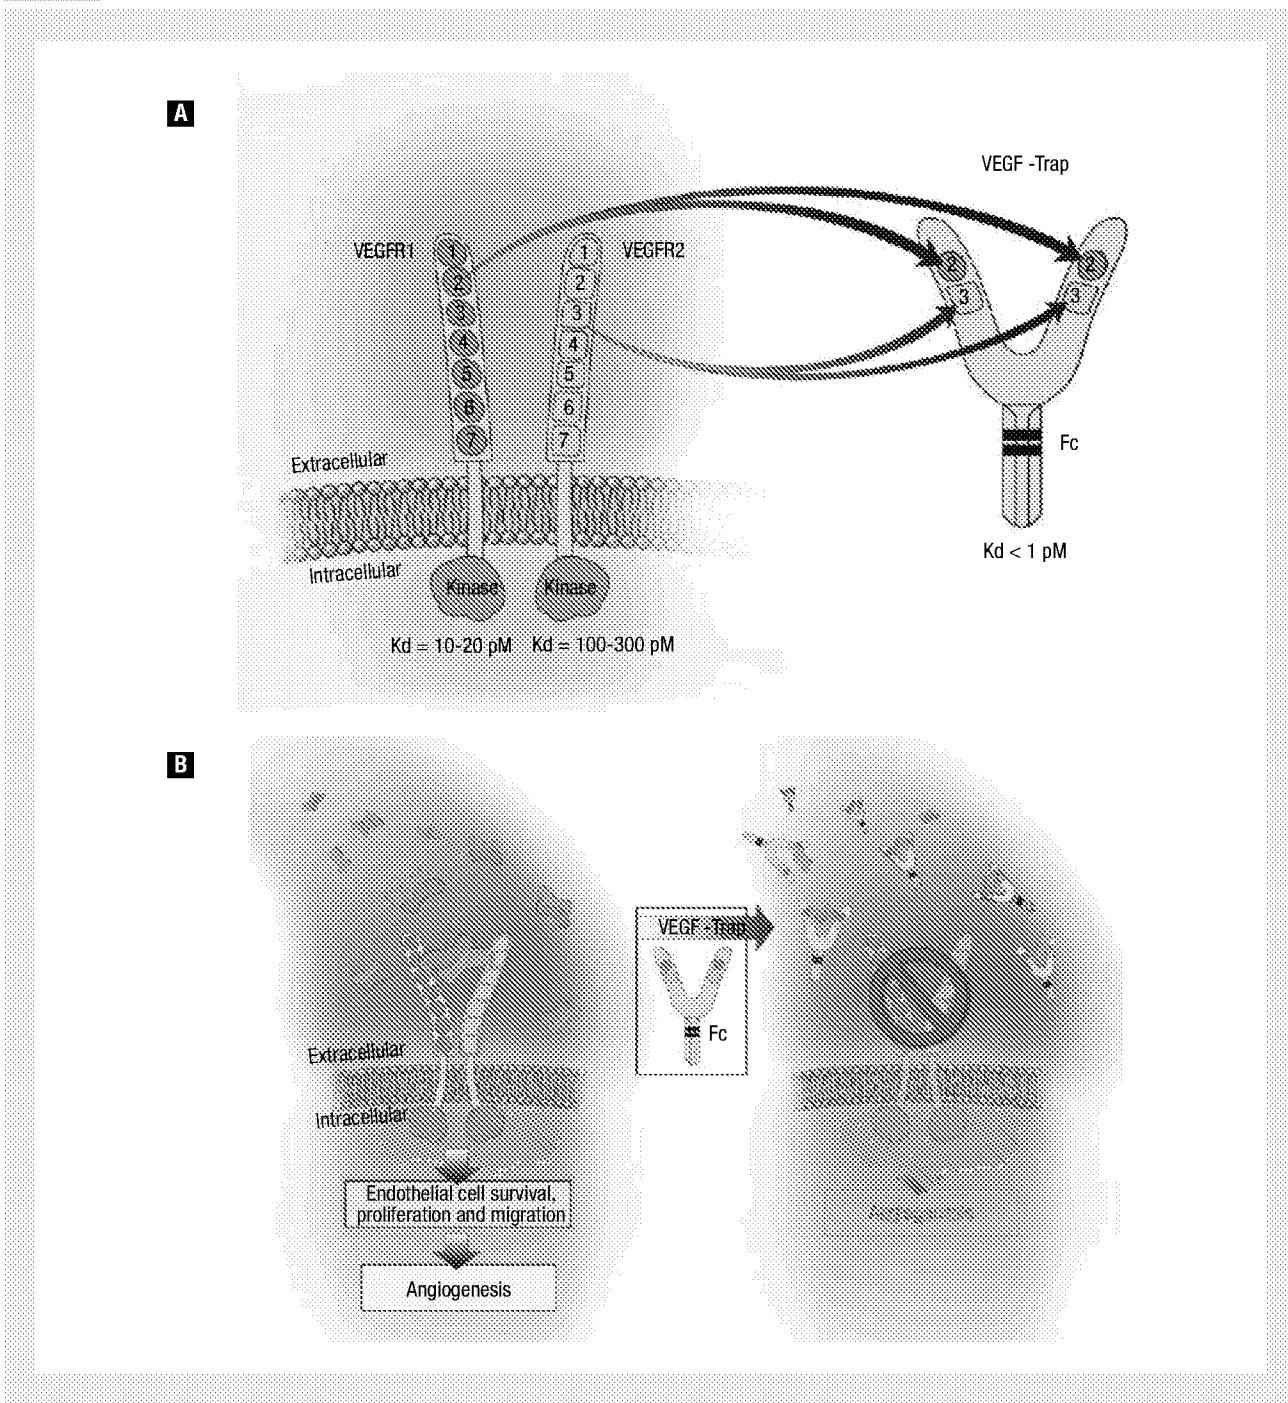 A
VEGF -Trap
VEGFR1
VEGFR2
1
1
2
2
3
3
4
4
5
5
6
6
7
7
2
2
3
3
Fc
Extracellular
Intracellular
Kinase
Kinase
Kd = 10-20 pM
Kd = 100-300 pM
Kd < 1 pM
B
VEGF -Trap
Fc
Extracellular
Intracellular
Endothelial cell survival,
proliferation and migration
Angiogenesis